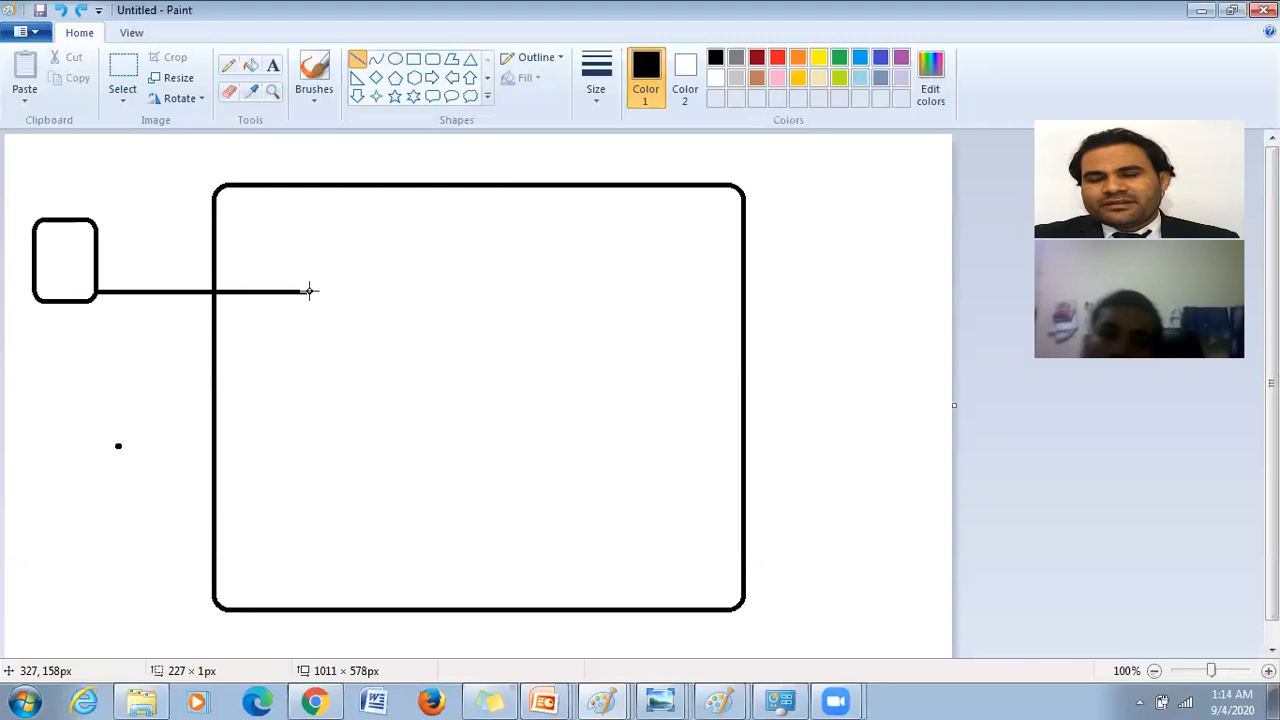 Untitled - Paint
Home
View
Paste
Cut
Copy
Clipboard
Select
Crop
Resize
Rotate
Image
Tools
Brushes
Shapes
Outline
Fill
Size
Color
1
Color
2
Colors
Edit
colors
327, 158px
227 × 1px
1011 × 578px
100%
1:14 AM
9/4/2020